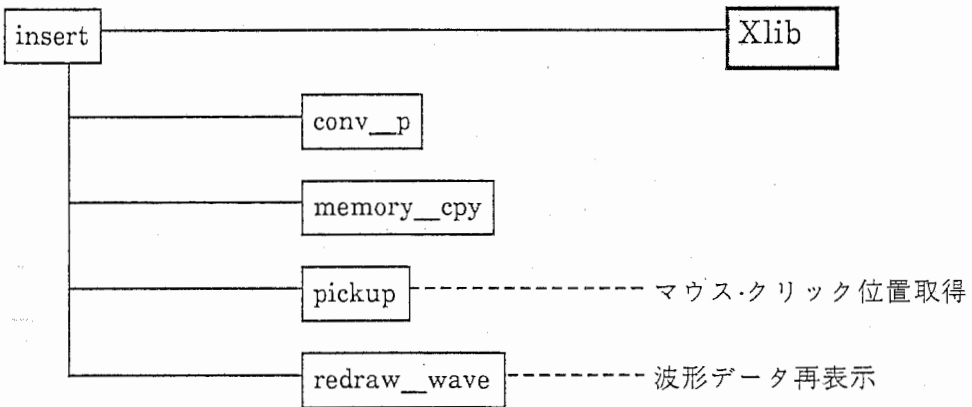 insert Xlib
conv__p
memory__cpy
pickup マウス·クリック位置取得
redraw__wave 波形データ再表示